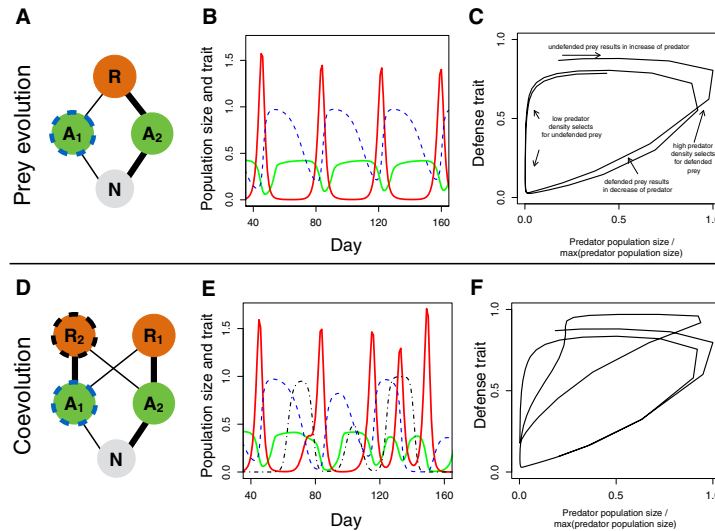 A
Prey evolution
R
A1
A2
N
B
Population size and trait
1.5
1.0
0.5
0.0
40
80
120
160
Day
C
Defense trait
1.0
0.5
0.0
undefended prey results in increase of predator
low predator
density selects
for undefended prey
high predator
density selects
for defended
prey
defended prey results
in decrease of predator
0.0
0.5
1.0
Predator population size /
max(predator population size)
D
Coevolution
R2
R1
A1
A2
N
E
Population size and trait
1.5
1.0
0.5
0.0
40
80
120
160
Day
F
Defense trait
1.0
0.5
0.0
0.0
0.5
1.0
Predator population size /
max(predator population size)